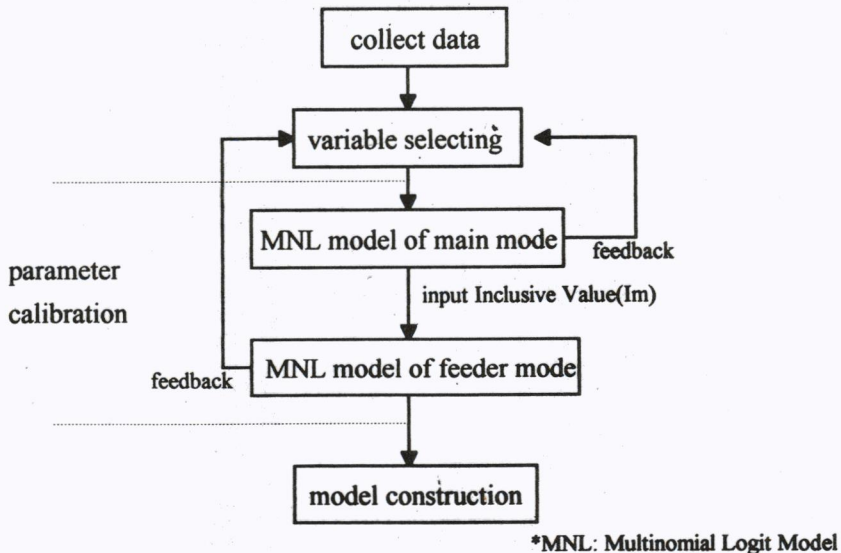 collect data
variable selecting
MNL model of main mode
feedback
parameter
calibration
input Inclusive Value(Im)
MNL model of feeder mode
feedback
model construction
*MNL: Multinomial Logit Model